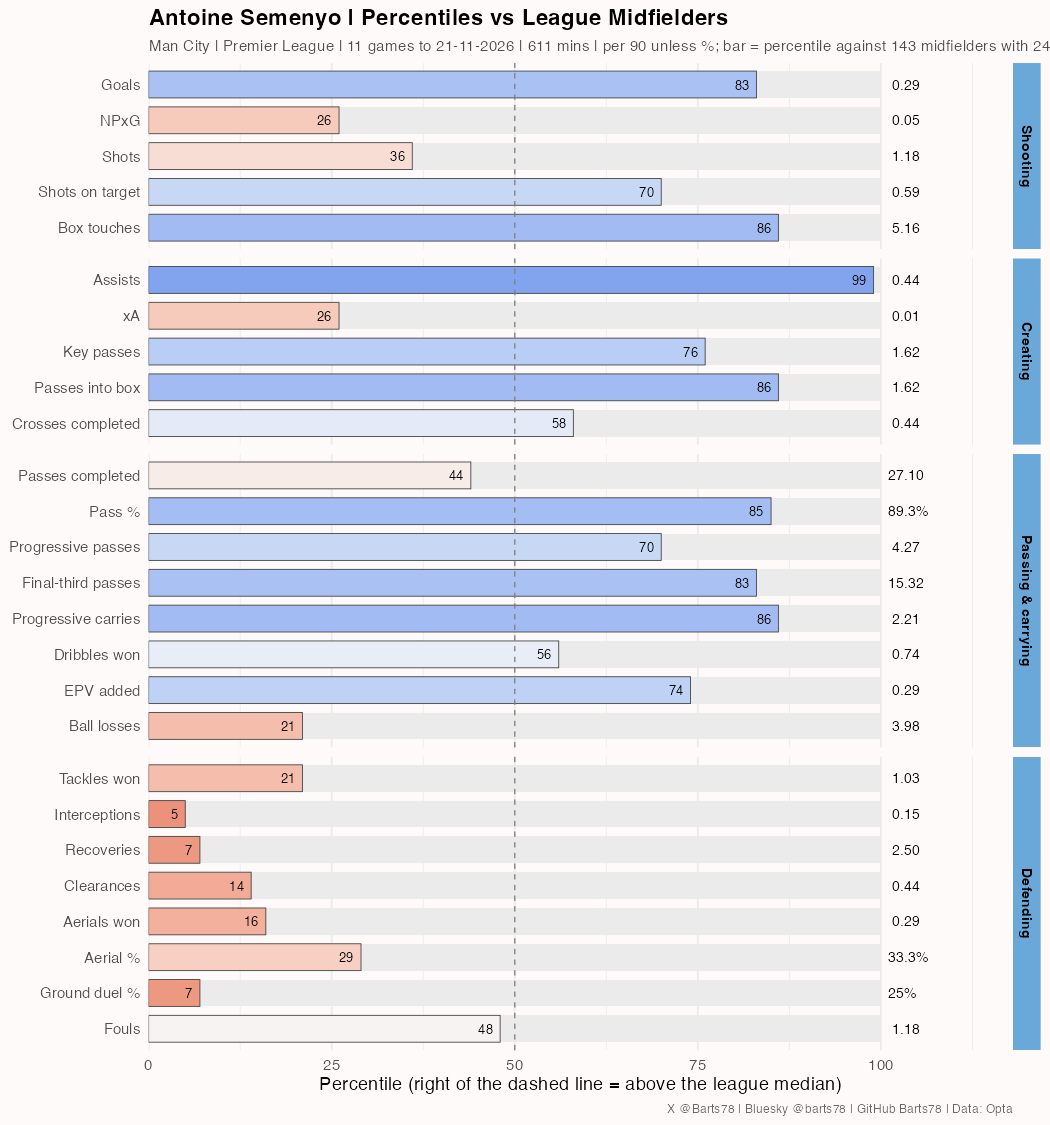 Antoine Semenyo | Percentiles vs League Midfielders
Man City | Premier League | 11 games to 21-11-2026 | 611 mins | per 90 unless %; bar = percentile against 143 midfielders with 24
Goals 83 0.29
NPxG 26 0.05
Shots 36 1.18
Shots on target 70 0.59
Box touches 86 5.16
Shooting
Assists 99 0.44
xA 26 0.01
Key passes 76 1.62
Passes into box 86 1.62
Crosses completed 58 0.44
Creating
Passes completed 44 27.10
Pass % 85 89.3%
Progressive passes 70 4.27
Final-third passes 83 15.32
Progressive carries 86 2.21
Dribbles won 56 0.74
EPV added 74 0.29
Ball losses 21 3.98
Passing & carrying
Tackles won 21 1.03
Interceptions 5 0.15
Recoveries 7 2.50
Clearances 14 0.44
Aerials won 16 0.29
Aerial % 29 33.3%
Ground duel % 7 25%
Fouls 48 1.18
Defending
0 25 50 75 100
Percentile (right of the dashed line = above the league median)
X @Barts78 | Bluesky @barts78 | GitHub Barts78 | Data: Opta